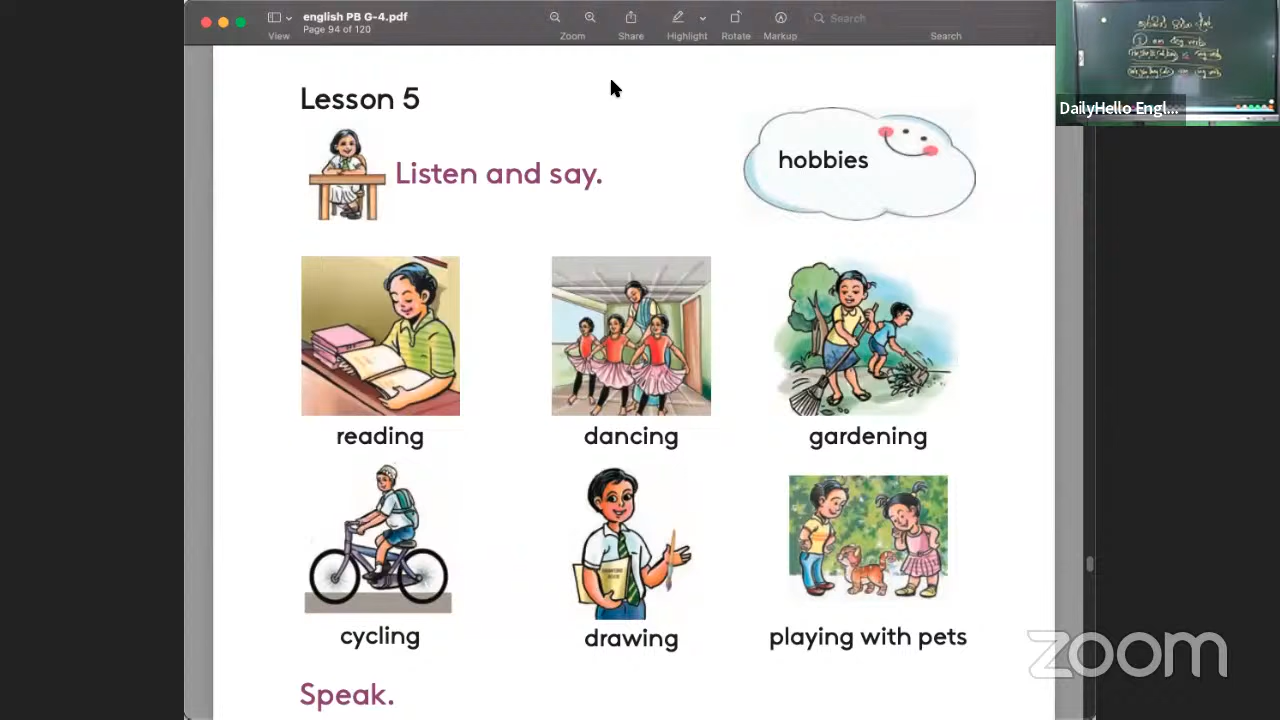 english PB G-4.pdf
Page 94 of 120
View
Zoom
Share
Highlight
Rotate
Markup
Search
Search
DailyHello Engl...
Lesson 5
Listen and say.
hobbies
reading
dancing
gardening
cycling
drawing
playing with pets
Speak.
zoom